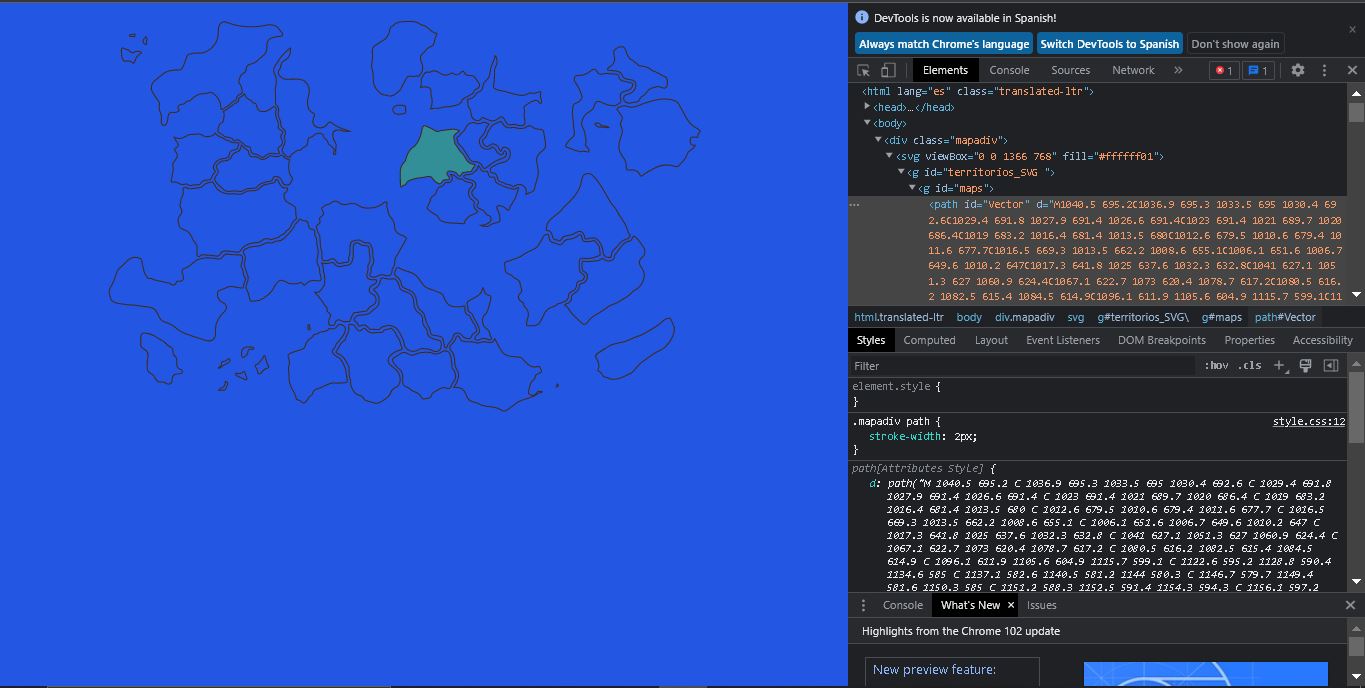 DevTools is now available in Spanish!
Always match Chrome's language Switch DevTools to Spanish Don't show again
Elements Console Sources Network » 1 1
<html lang="es" class="translated-ltr">
<head>…</head>
<body>
<div class="mapadiv">
<svg viewBox="0 0 1366 768" fill="#ffffff01">
<g id="territorios_SVG ">
<g id="maps">
<path id="Vector" d="M1040.5 695.2C1036.9 695.3 1033.5 695 1030.4 69
2.6C1029.4 691.8 1027.9 691.4 1026.6 691.4C1023 691.4 1021 689.7 1020
686.4C1019 683.2 1016.4 681.4 1013.5 680C1012.6 679.5 1010.6 679.4 10
11.6 677.7C1016.5 669.3 1013.5 662.2 1008.6 655.1C1006.1 651.6 1006.7
649.6 1010.2 647C1017.3 641.8 1025 637.6 1032.3 632.8C1041 627.1 105
1.3 627 1060.9 624.4C1067.1 622.7 1073 620.4 1078.7 617.2C1080.5 616.
2 1082.5 615.4 1084.5 614.9C1096.1 611.9 1105.6 604.9 1115.7 599.1C11
html.translated-ltr body div.mapadiv svg g#territorios_SVG\ g#maps path#Vector
Styles Computed Layout Event Listeners DOM Breakpoints Properties Accessibility
Filter :hov .cls
element.style {
}
.mapadiv path { style.css:12
stroke-width: 2px;
}
path[Attributes Style] {
d: path("M 1040.5 695.2 C 1036.9 695.3 1033.5 695 1030.4 692.6 C 1029.4 691.8
1027.9 691.4 1026.6 691.4 C 1023 691.4 1021 689.7 1020 686.4 C 1019 683.2
1016.4 681.4 1013.5 680 C 1012.6 679.5 1010.6 679.4 1011.6 677.7 C 1016.5
669.3 1013.5 662.2 1008.6 655.1 C 1006.1 651.6 1006.7 649.6 1010.2 647 C
1017.3 641.8 1025 637.6 1032.3 632.8 C 1041 627.1 1051.3 627 1060.9 624.4 C
1067.1 622.7 1073 620.4 1078.7 617.2 C 1080.5 616.2 1082.5 615.4 1084.5
614.9 C 1096.1 611.9 1105.6 604.9 1115.7 599.1 C 1122.6 595.2 1128.8 590.4
1134.6 585 C 1137.1 582.6 1140.5 581.2 1144 580.3 C 1146.7 579.7 1149.4
581.6 1150.3 585 C 1151.2 588.3 1152.5 591.4 1154.3 594.3 C 1156.1 597.2
Console What's New × Issues
Highlights from the Chrome 102 update
New preview feature: